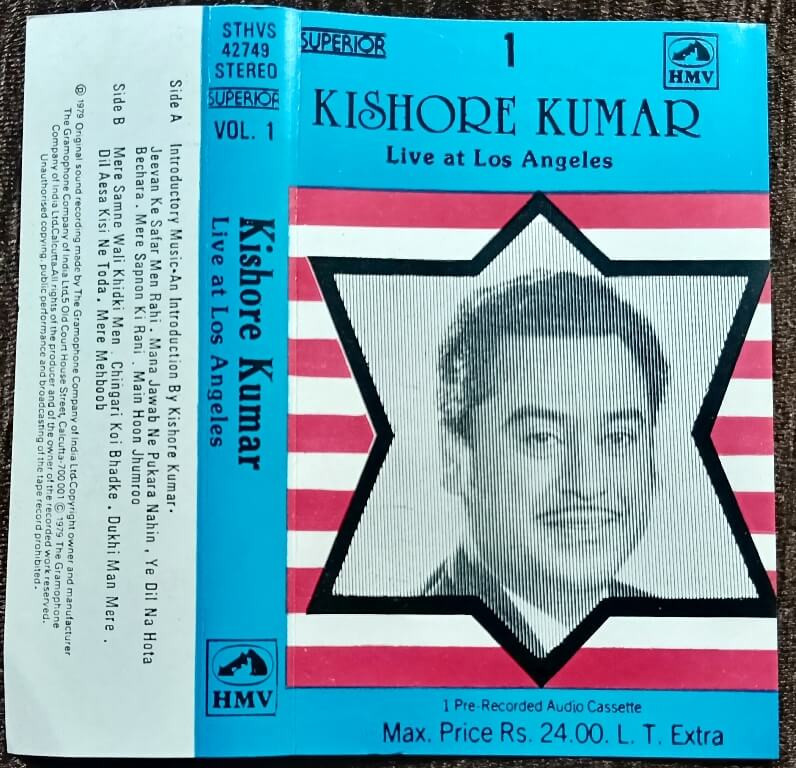 SUPERIOR
1
HMV
KISHORE KUMAR
Live at Los Angeles
1 Pre-Recorded Audio Cassette
Max. Price Rs. 24.00. L. T. Extra
STHVS
42749
STEREO
SUPERIOR
VOL. 1
Kishore Kumar
Live at Los Angeles
HMV
Side A Introductory Music•An Introduction By Kishore Kumar•
Jeevan Ke Safar Men Rahi . Mana Jawab Ne Pukara Nahin , Ye Dil Na Hota
Bechara . Mere Sapnon Ki Rani . Main Hoon Jhumroo
Side B Mere Samne Wali Khidki Men . Chingari Koi Bhadke . Dukhi Man Mere .
Dil Aesa Kisi Ne Toda . Mere Mehboob
℗ 1979 Original sound recording made by The Gramophone Company of India Ltd.Copyright owner and manufacturer
The Gramophone Company of India Ltd.5 Old Court House Street, Calcutta-700 001 © 1979 The Gramophone
Company of India Ltd.Calcutta.All rights of the producer and of the owner of the recorded work reserved.
Unauthorised copying, public performance and broadcasting of the tape record prohibited.